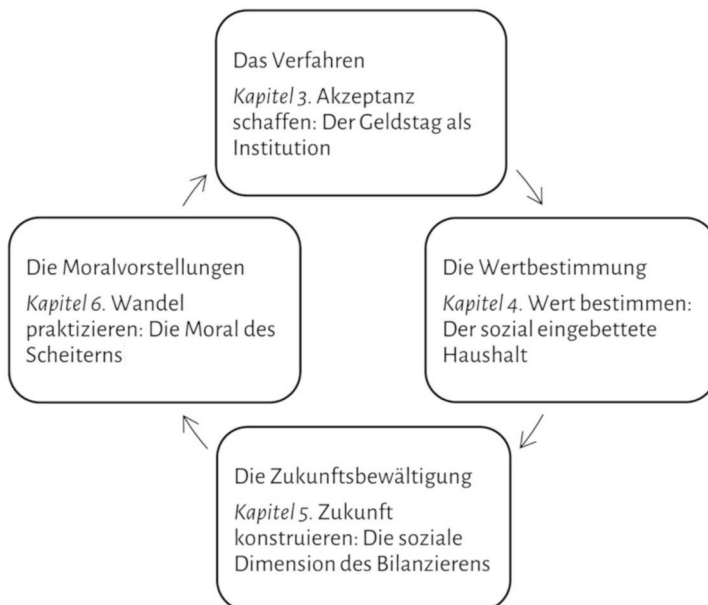 Das Verfahren
Kapitel 3. Akzeptanz
schaffen: Der Geldstag als
Institution
Die Moralvorstellungen
Kapitel 6. Wandel
praktizieren: Die Moral des
Scheiterns
Die Wertbestimmung
Kapitel 4. Wert bestimmen:
Der sozial eingebettete
Haushalt
Die Zukunftsbewältigung
Kapitel 5. Zukunft
konstruieren: Die soziale
Dimension des Bilanzierens